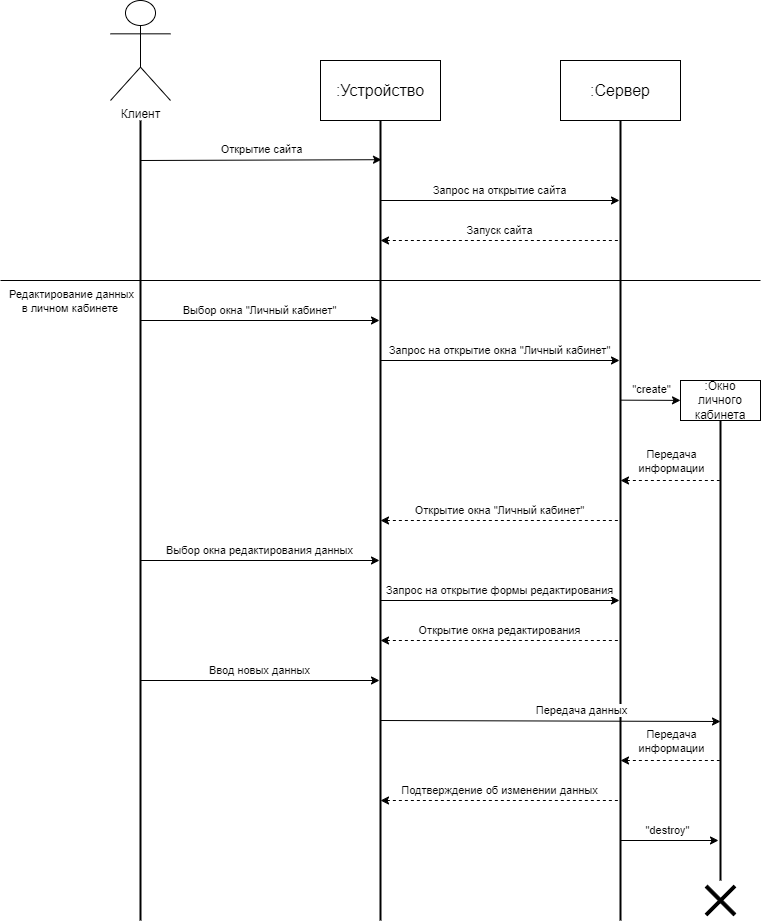 :Устройство
:Сервер
Клиент
Открытие сайта
Запрос на открытие сайта
Запуск сайта
Редактирование данных
в личном кабинете
Выбор окна "Личный кабинет"
Запрос на открытие окна "Личный кабинет"
"create"
:Окно
личного
кабинета
Передача
информации
Открытие окна "Личный кабинет"
Выбор окна редактирования данных
Запрос на открытие формы редактирования
Открытие окна редактирования
Ввод новых данных
Передача данных
Передача
информации
Подтверждение об изменении данных
"destroy"